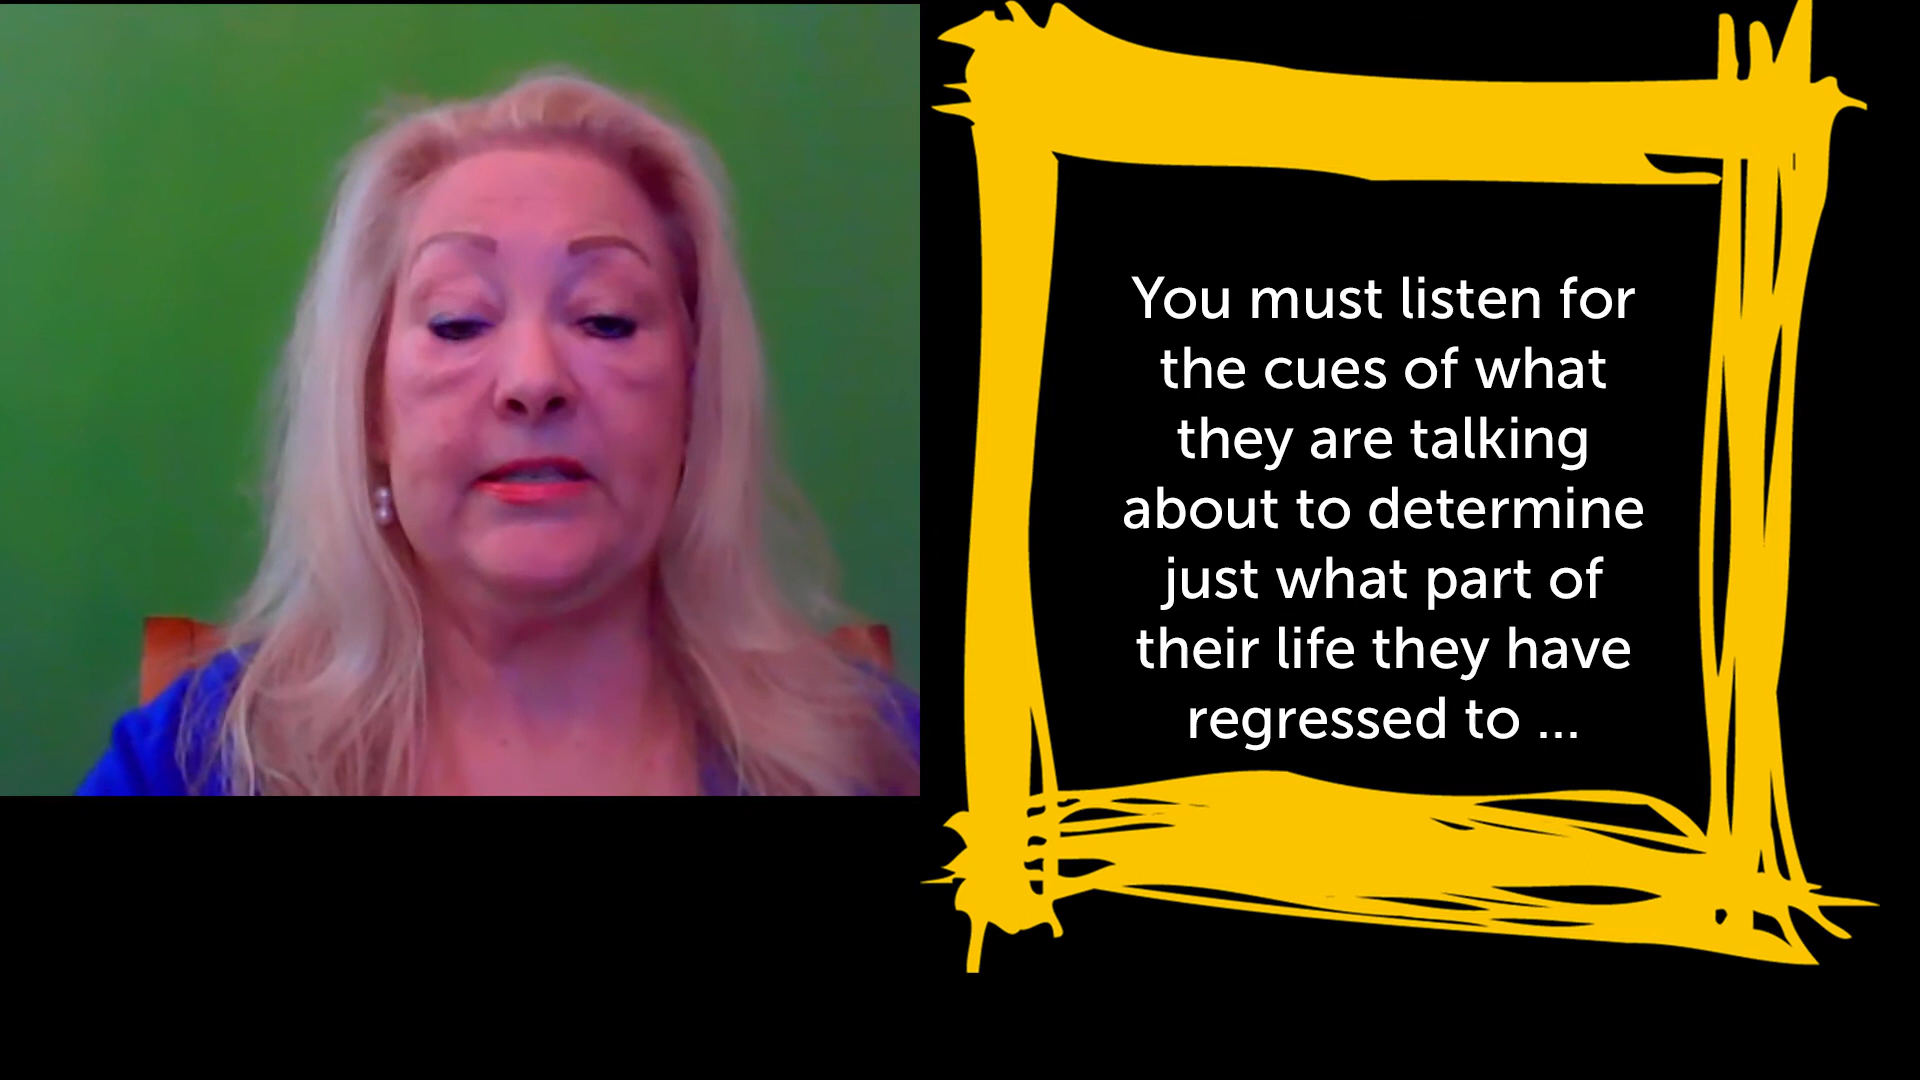 You must listen for
the cues of what
they are talking
about to determine
just what part of
their life they have
regressed to ...